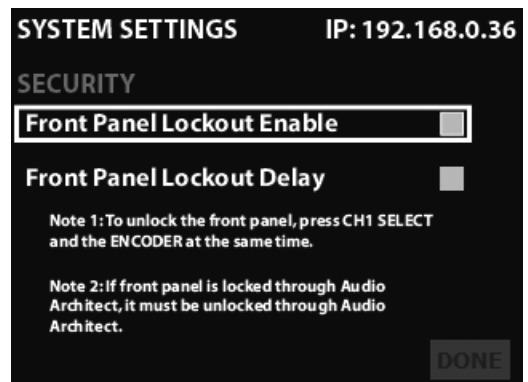 SYSTEM SETTINGS IP: 192.168.0.36
SECURITY
Front Panel Lockout Enable
Front Panel Lockout Delay
Note 1: To unlock the front panel, press CH1 SELECT
and the ENCODER at the same time.
Note 2: If front panel is locked through Audio
Architect, it must be unlocked through Audio
Architect.
DONE